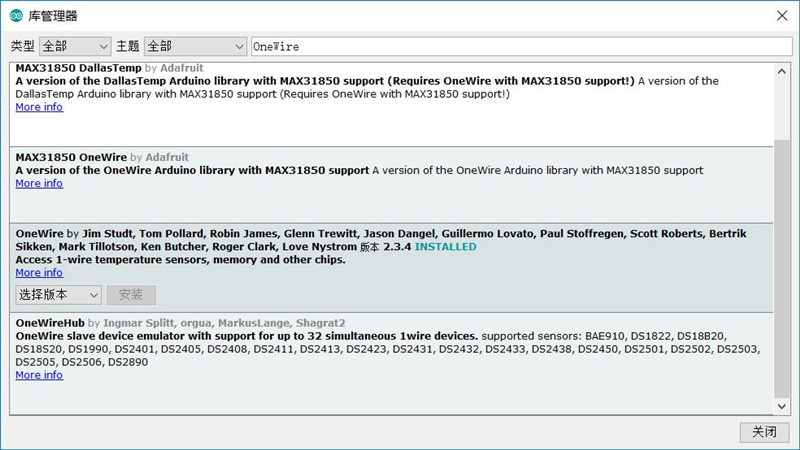 库管理器
类型 全部 主题 全部 OneWire
MAX31850 DallasTemp by Adafruit
A version of the DallasTemp Arduino library with MAX31850 support (Requires OneWire with MAX31850 support!) A version of the
DallasTemp Arduino library with MAX31850 support (Requires OneWire with MAX31850 support!)
More info
MAX31850 OneWire by Adafruit
A version of the OneWire Arduino library with MAX31850 support A version of the OneWire Arduino library with MAX31850 support
More info
OneWire by Jim Studt, Tom Pollard, Robin James, Glenn Trewitt, Jason Dangel, Guillermo Lovato, Paul Stoffregen, Scott Roberts, Bertrik
Sikken, Mark Tillotson, Ken Butcher, Roger Clark, Love Nystrom 版本 2.3.4 INSTALLED
Access 1-wire temperature sensors, memory and other chips.
More info
选择版本 安装
OneWireHub by Ingmar Splitt, orgua, MarkusLange, Shagrat2
OneWire slave device emulator with support for up to 32 simultaneous 1wire devices. supported sensors: BAE910, DS1822, DS18B20,
DS18S20, DS1990, DS2401, DS2405, DS2408, DS2411, DS2413, DS2423, DS2431, DS2432, DS2433, DS2438, DS2450, DS2501, DS2502, DS2503,
DS2505, DS2506, DS2890
More info
关闭